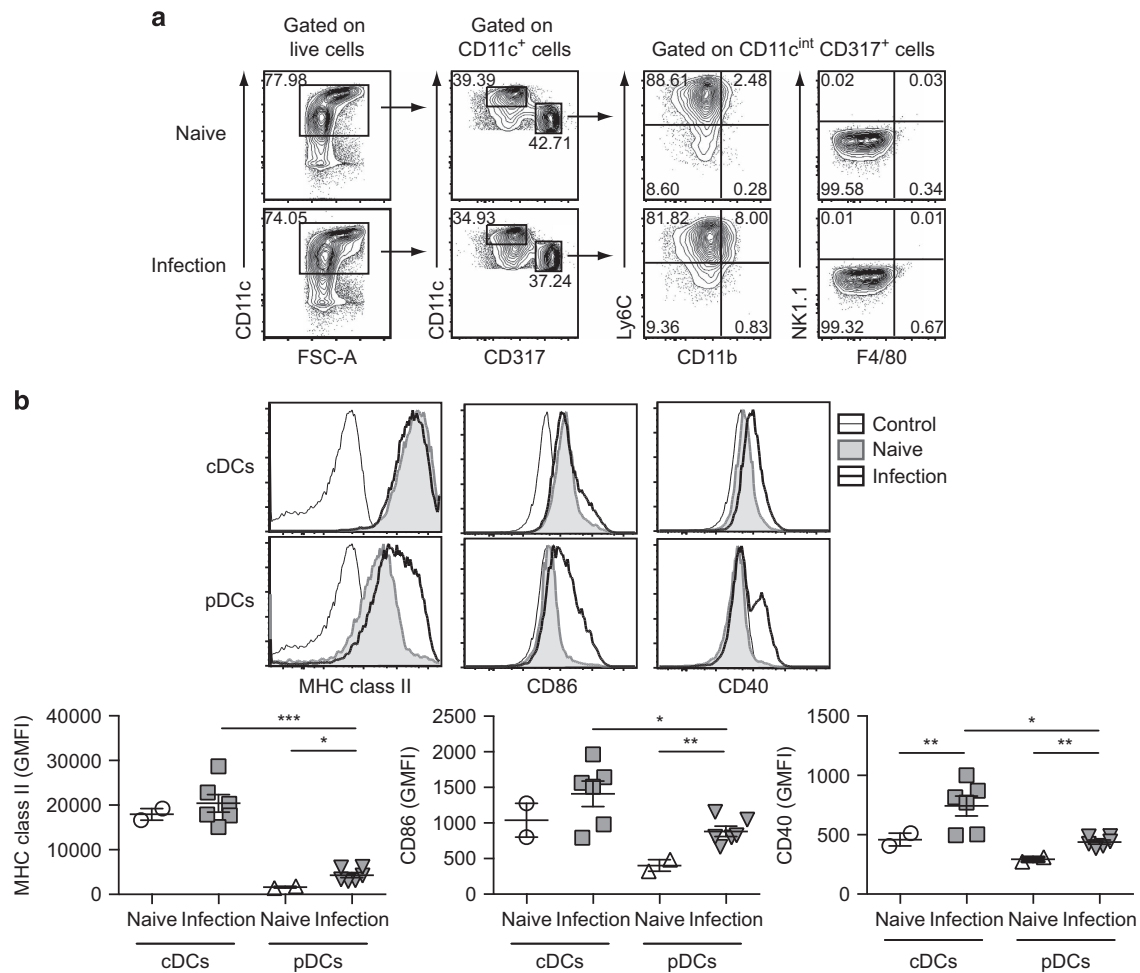 a
Gated on
live cells
Gated on
CD11c+ cells
Gated on CD11cint CD317+ cells
Naive
77.98
39.39
42.71
88.61 2.48
8.60 0.28
0.02 0.03
99.58 0.34
Infection
74.05
34.93
37.24
81.82 8.00
9.36 0.83
0.01 0.01
99.32 0.67
CD11c
CD11c
Ly6C
NK1.1
FSC-A
CD317
CD11b
F4/80
b
cDCs
pDCs
Control
Naive
Infection
MHC class II
CD86
CD40
MHC class II (GMFI)
40000
30000
20000
10000
0
***
*
Naive Infection Naive Infection
cDCs pDCs
CD86 (GMFI)
2500
2000
1500
1000
500
0
*
**
Naive Infection Naive Infection
cDCs pDCs
CD40 (GMFI)
1500
1000
500
0
**
*
**
Naive Infection Naive Infection
cDCs pDCs